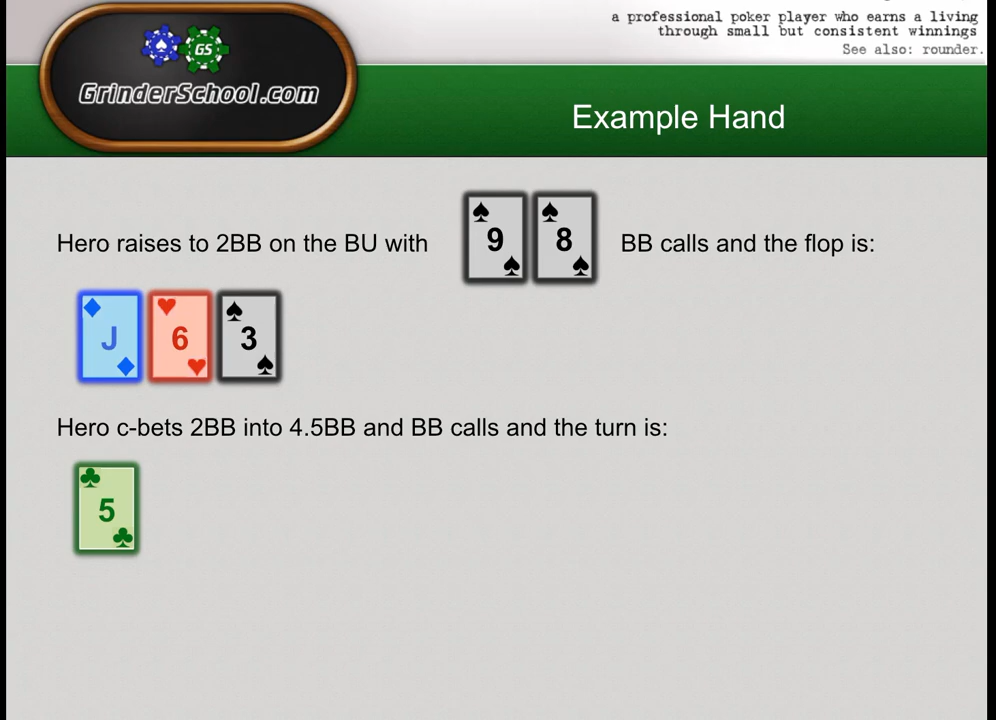 a professional poker player who earns a living
through small but consistent winnings
See also: rounder.
GS
GrinderSchool.com
Example Hand
Hero raises to 2BB on the BU with
9
8
BB calls and the flop is:
J
6
3
Hero c-bets 2BB into 4.5BB and BB calls and the turn is:
5